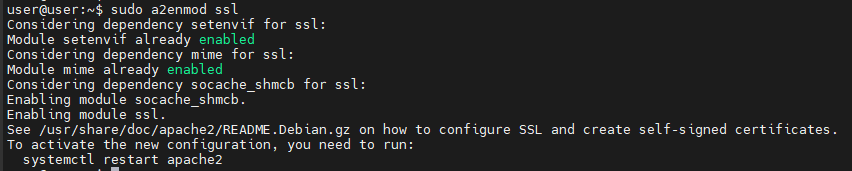 user@user:~$ sudo a2enmod ssl
Considering dependency setenvif for ssl:
Module setenvif already enabled
Considering dependency mime for ssl:
Module mime already enabled
Considering dependency socache_shmcb for ssl:
Enabling module socache_shmcb.
Enabling module ssl.
See /usr/share/doc/apache2/README.Debian.gz on how to configure SSL and create self-signed certificates.
To activate the new configuration, you need to run:
  systemctl restart apache2